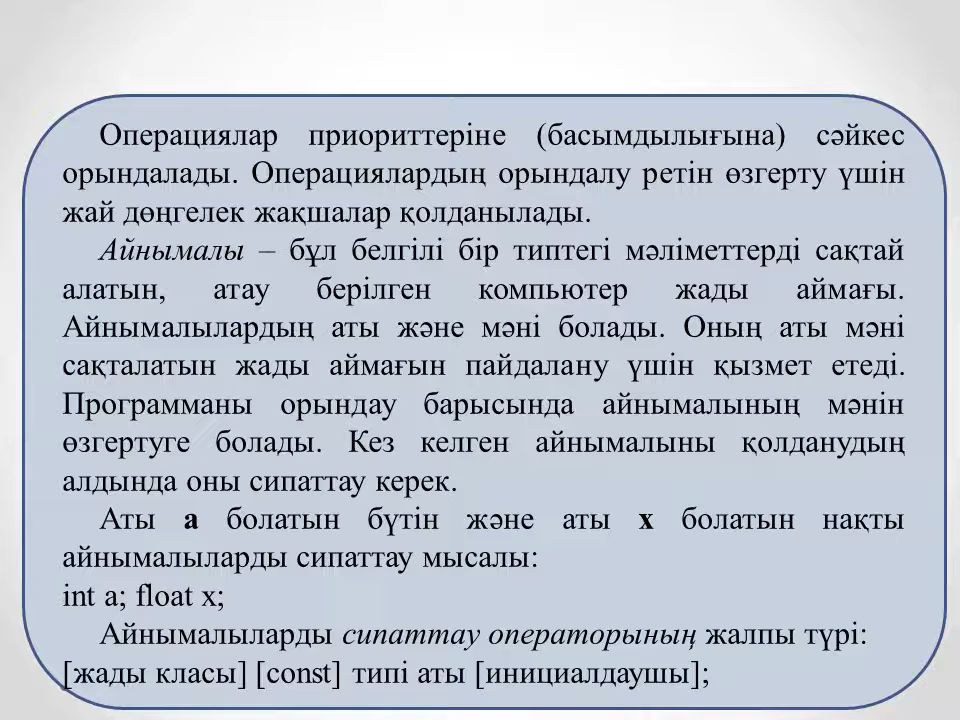 Операциялар приориттеріне (басымдылығына) сәйкес
орындалады. Операциялардың орындалу ретін өзгерту үшін
жай дөңгелек жақшалар қолданылады.
Айнымалы – бұл белгілі бір типтегі мәліметтерді сақтай
алатын, атау берілген компьютер жады аймағы.
Айнымалылардың аты және мәні болады. Оның аты мәні
сақталатын жады аймағын пайдалану үшін қызмет етеді.
Программаны орындау барысында айнымалының мәнін
өзгертуге болады. Кез келген айнымалыны қолданудың
алдында оны сипаттау керек.
Аты а болатын бүтін және аты х болатын нақты
айнымалыларды сипаттау мысалы:
int a; float x;
Айнымалыларды сипаттау операторының жалпы түрі:
[жады класы] [const] типі аты [инициалдаушы];